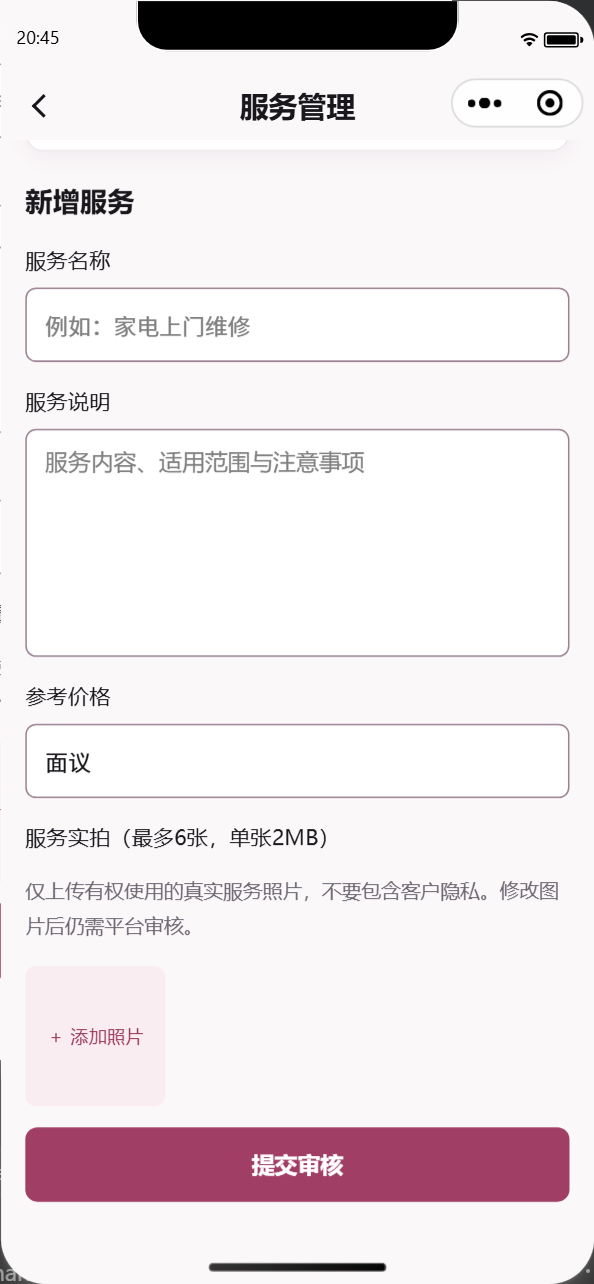 20:45
服务管理
新增服务
服务名称
例如：家电上门维修
服务说明
服务内容、适用范围与注意事项
参考价格
面议
服务实拍（最多6张，单张2MB）
仅上传有权使用的真实服务照片，不要包含客户隐私。修改图
片后仍需平台审核。
+ 添加照片
提交审核